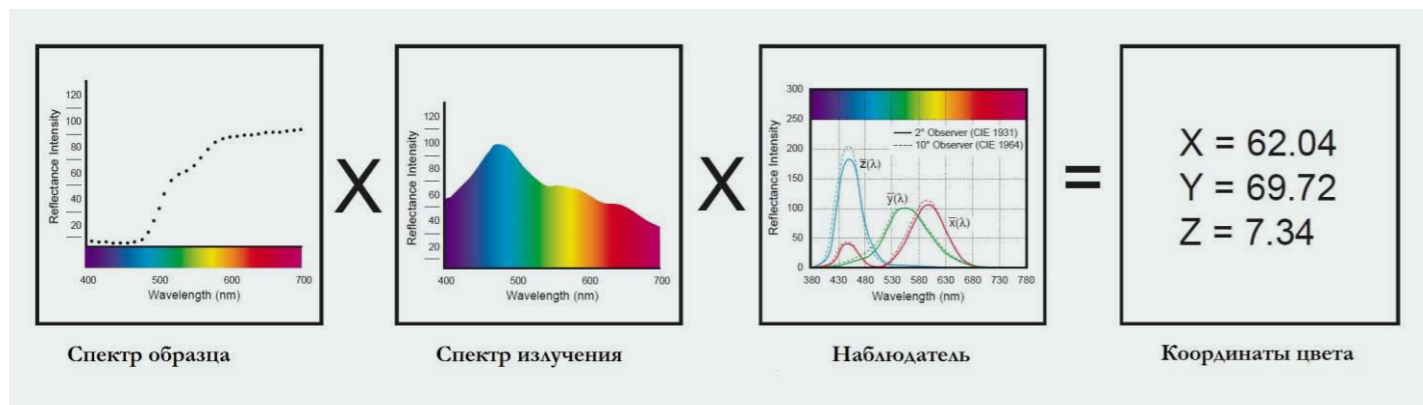 120
100
80
60
40
20
Reflectance Intensity
400 500 600 700
Wavelength (nm)
Спектр образца
X
120
100
80
60
40
20
Reflectance Intensity
400 500 600 700
Wavelength (nm)
Спектр излучения
X
300
250
200
150
100
50
0
Reflectance Intensity
2° Observer (CIE 1931)
10° Observer (CIE 1964)
z̅(λ)
y̅(λ)
x̅(λ)
380 430 480 530 580 630 680 730 780
Wavelength (nm)
Наблюдатель
=
X = 62.04
Y = 69.72
Z = 7.34
Координаты цвета